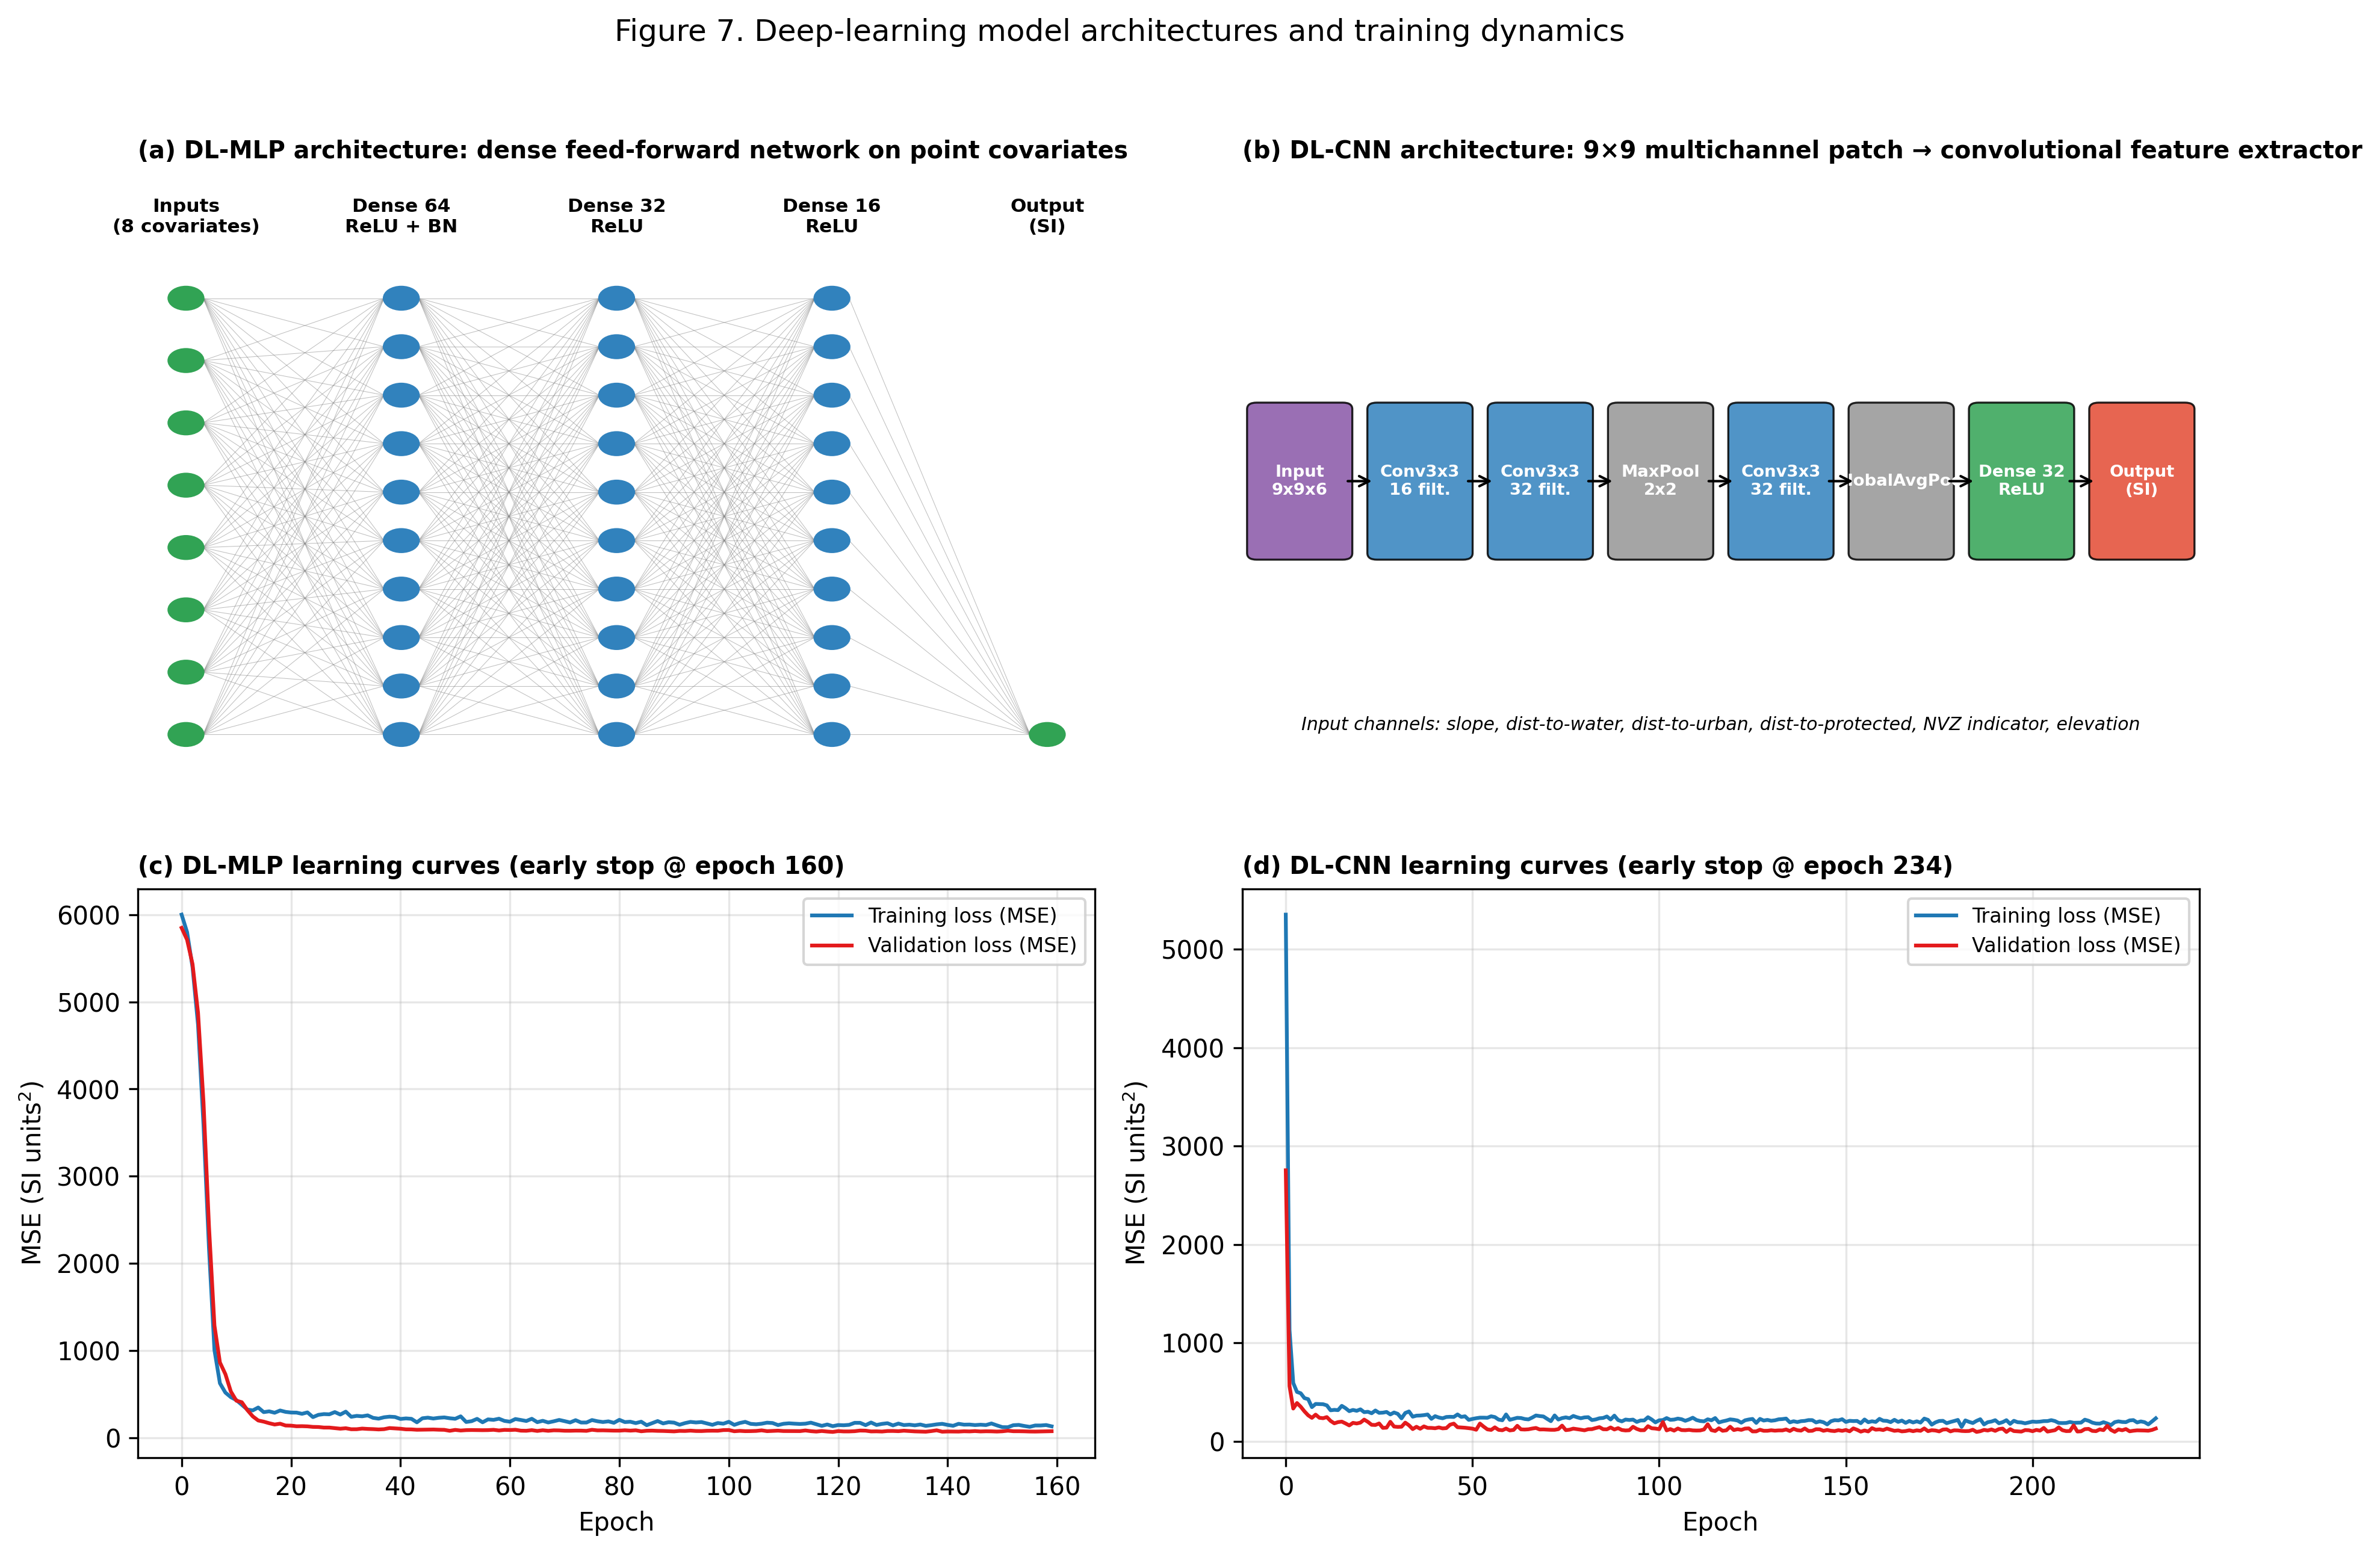 Figure 7. Deep-learning model architectures and training dynamics
(a) DL-MLP architecture: dense feed-forward network on point covariates
Inputs
(8 covariates)
Dense 64
ReLU + BN
Dense 32
ReLU
Dense 16
ReLU
Output
(SI)
(b) DL-CNN architecture: 9×9 multichannel patch → convolutional feature extractor
Input
9x9x6
Conv3x3
16 filt.
Conv3x3
32 filt.
MaxPool
2x2
Conv3x3
32 filt.
lobalAvgPo
Dense 32
ReLU
Output
(SI)
Input channels: slope, dist-to-water, dist-to-urban, dist-to-protected, NVZ indicator, elevation
(c) DL-MLP learning curves (early stop @ epoch 160)
Training loss (MSE)
Validation loss (MSE)
MSE (SI units²)
6000
5000
4000
3000
2000
1000
0
0 20 40 60 80 100 120 140 160
Epoch
(d) DL-CNN learning curves (early stop @ epoch 234)
Training loss (MSE)
Validation loss (MSE)
MSE (SI units²)
5000
4000
3000
2000
1000
0
0 50 100 150 200
Epoch